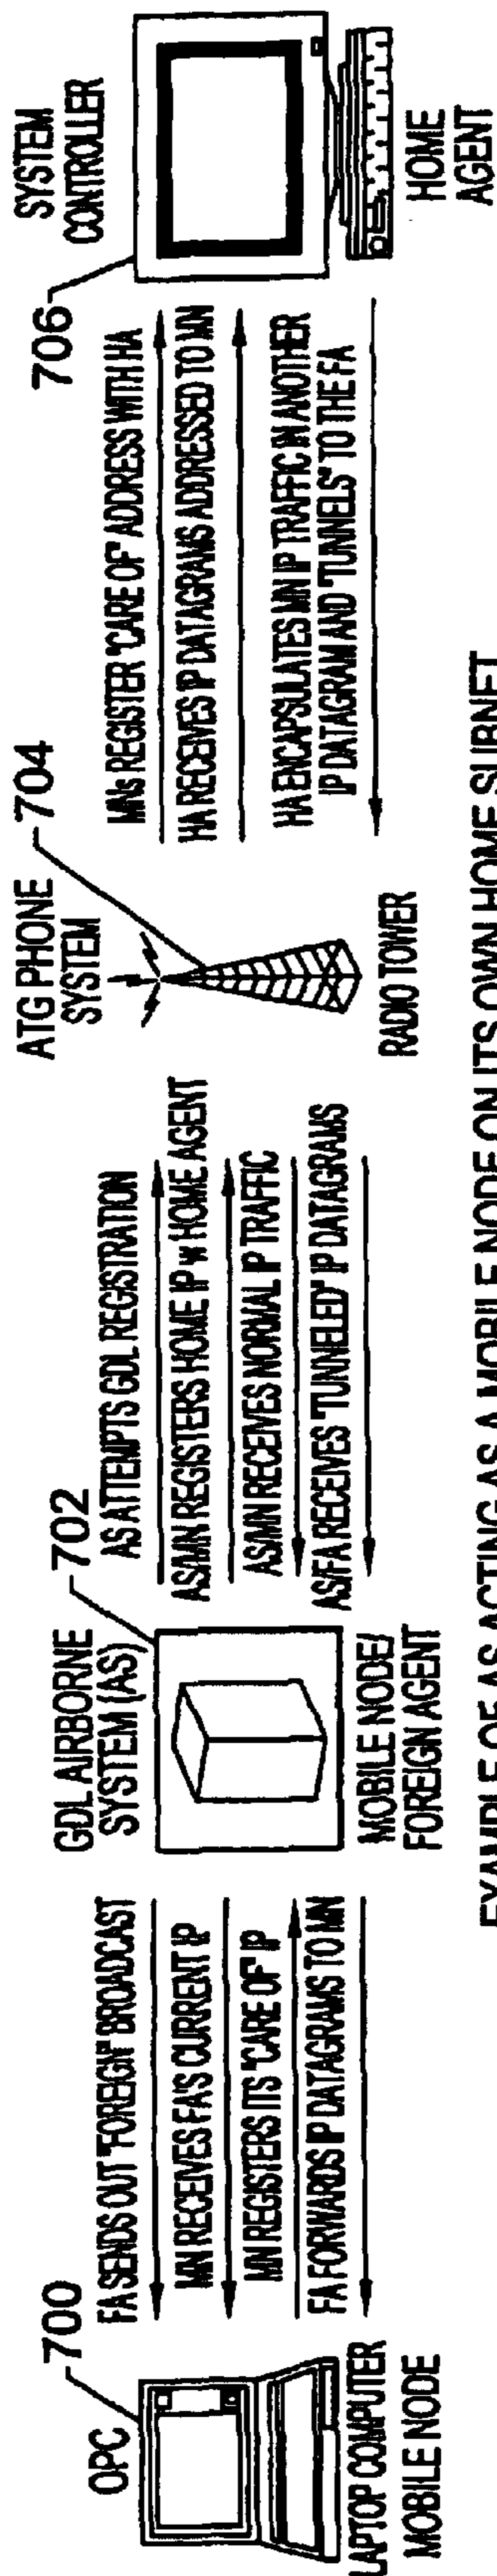 OPC
700
LAPTOP COMPUTER
MOBILE NODE
FA SENDS OUT "FOREIGN" BROADCAST
MN RECEIVES FA'S CURRENT IP
MN REGISTERS ITS "CARE OF" IP
FA FORWARDS IP DATAGRAMS TO MN
GDL AIRBORNE
SYSTEM (AS)
702
MOBILE NODE/
FOREIGN AGENT
AS ATTEMPTS GDL REGISTRATION
AS/MN REGISTERS HOME IP w HOME AGENT
AS/MN RECEIVES NORMAL IP TRAFFIC
AS/FA RECEIVES "TUNNELED" IP DATAGRAMS
ATG PHONE
SYSTEM
704
RADIO TOWER
MNs REGISTER "CARE OF" ADDRESS WITH HA
HA RECEIVES IP DATAGRAMS ADDRESSED TO MN
HA ENCAPSULATES MN IP TRAFFIC IN ANOTHER
IP DATAGRAM AND "TUNNELS" TO THE FA
SYSTEM
CONTROLLER
706
HOME
AGENT
EXAMPLE OF AS ACTING AS A MOBILE NODE ON ITS OWN HOME SUBNET